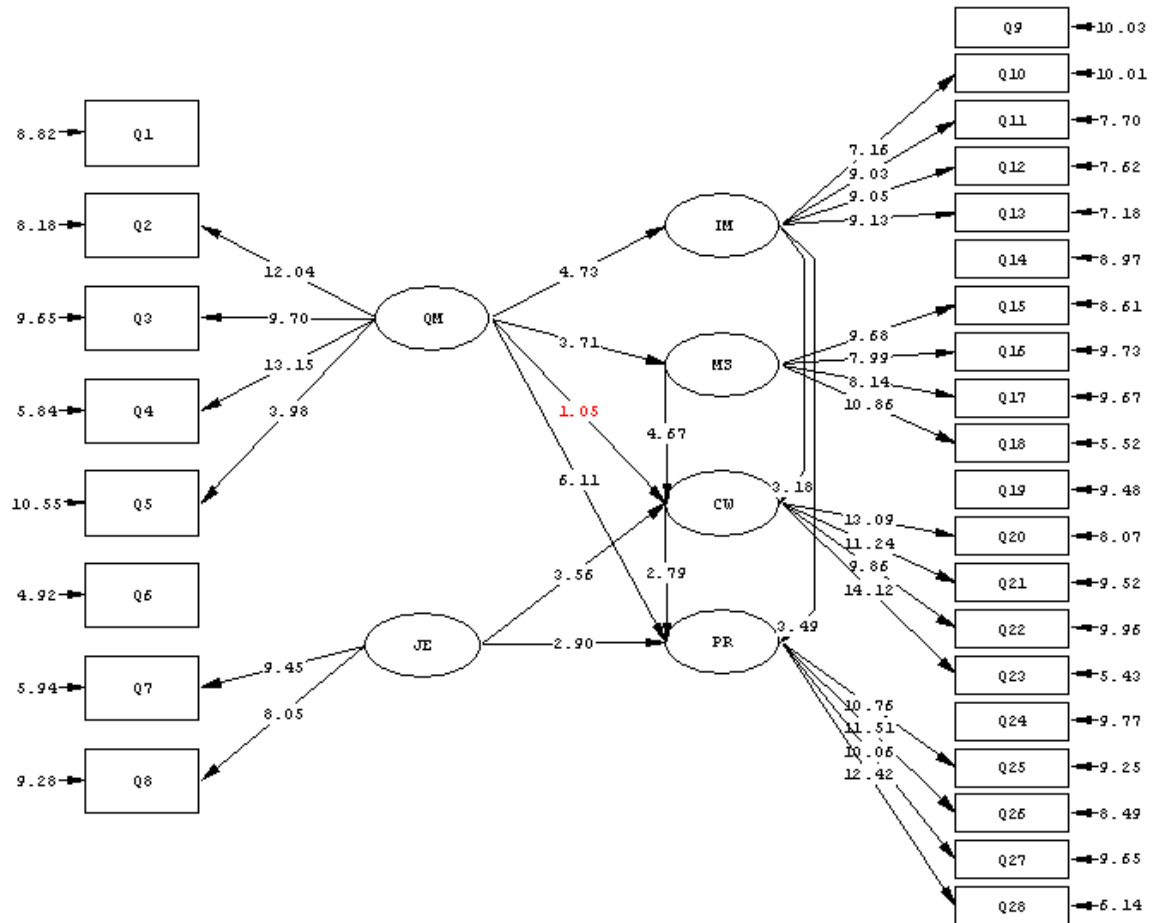 8.82 Q1
8.18 Q2
9.65 Q3
5.84 Q4
10.55 Q5
4.92 Q6
5.94 Q7
9.28 Q8
12.04
9.70
13.15
3.98
QM
9.45
8.05
JE
4.73
3.71
1.05
6.11
4.67
3.56
2.90
2.79
IM
MS
CW
PR
3.18
3.49
7.16
9.03
9.05
9.13
9.68
7.99
8.14
10.86
13.09
11.24
9.86
14.12
10.76
11.51
10.06
12.42
Q9 10.03
Q10 10.01
Q11 7.70
Q12 7.62
Q13 7.18
Q14 8.97
Q15 8.61
Q16 9.73
Q17 9.67
Q18 5.52
Q19 9.48
Q20 8.07
Q21 9.52
Q22 9.96
Q23 5.43
Q24 9.77
Q25 9.25
Q26 8.49
Q27 9.65
Q28 6.14